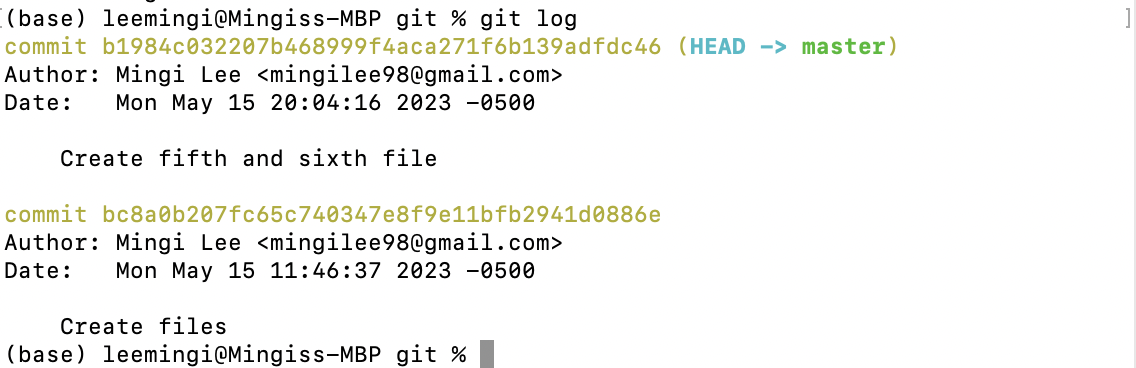 (base) leemingi@Mingiss-MBP git % git log
commit b1984c032207b468999f4aca271f6b139adfdc46 (HEAD -> master)
Author: Mingi Lee <mingilee98@gmail.com>
Date:   Mon May 15 20:04:16 2023 -0500
Create fifth and sixth file
commit bc8a0b207fc65c740347e8f9e11bfb2941d0886e
Author: Mingi Lee <mingilee98@gmail.com>
Date:   Mon May 15 11:46:37 2023 -0500
Create files
(base) leemingi@Mingiss-MBP git %